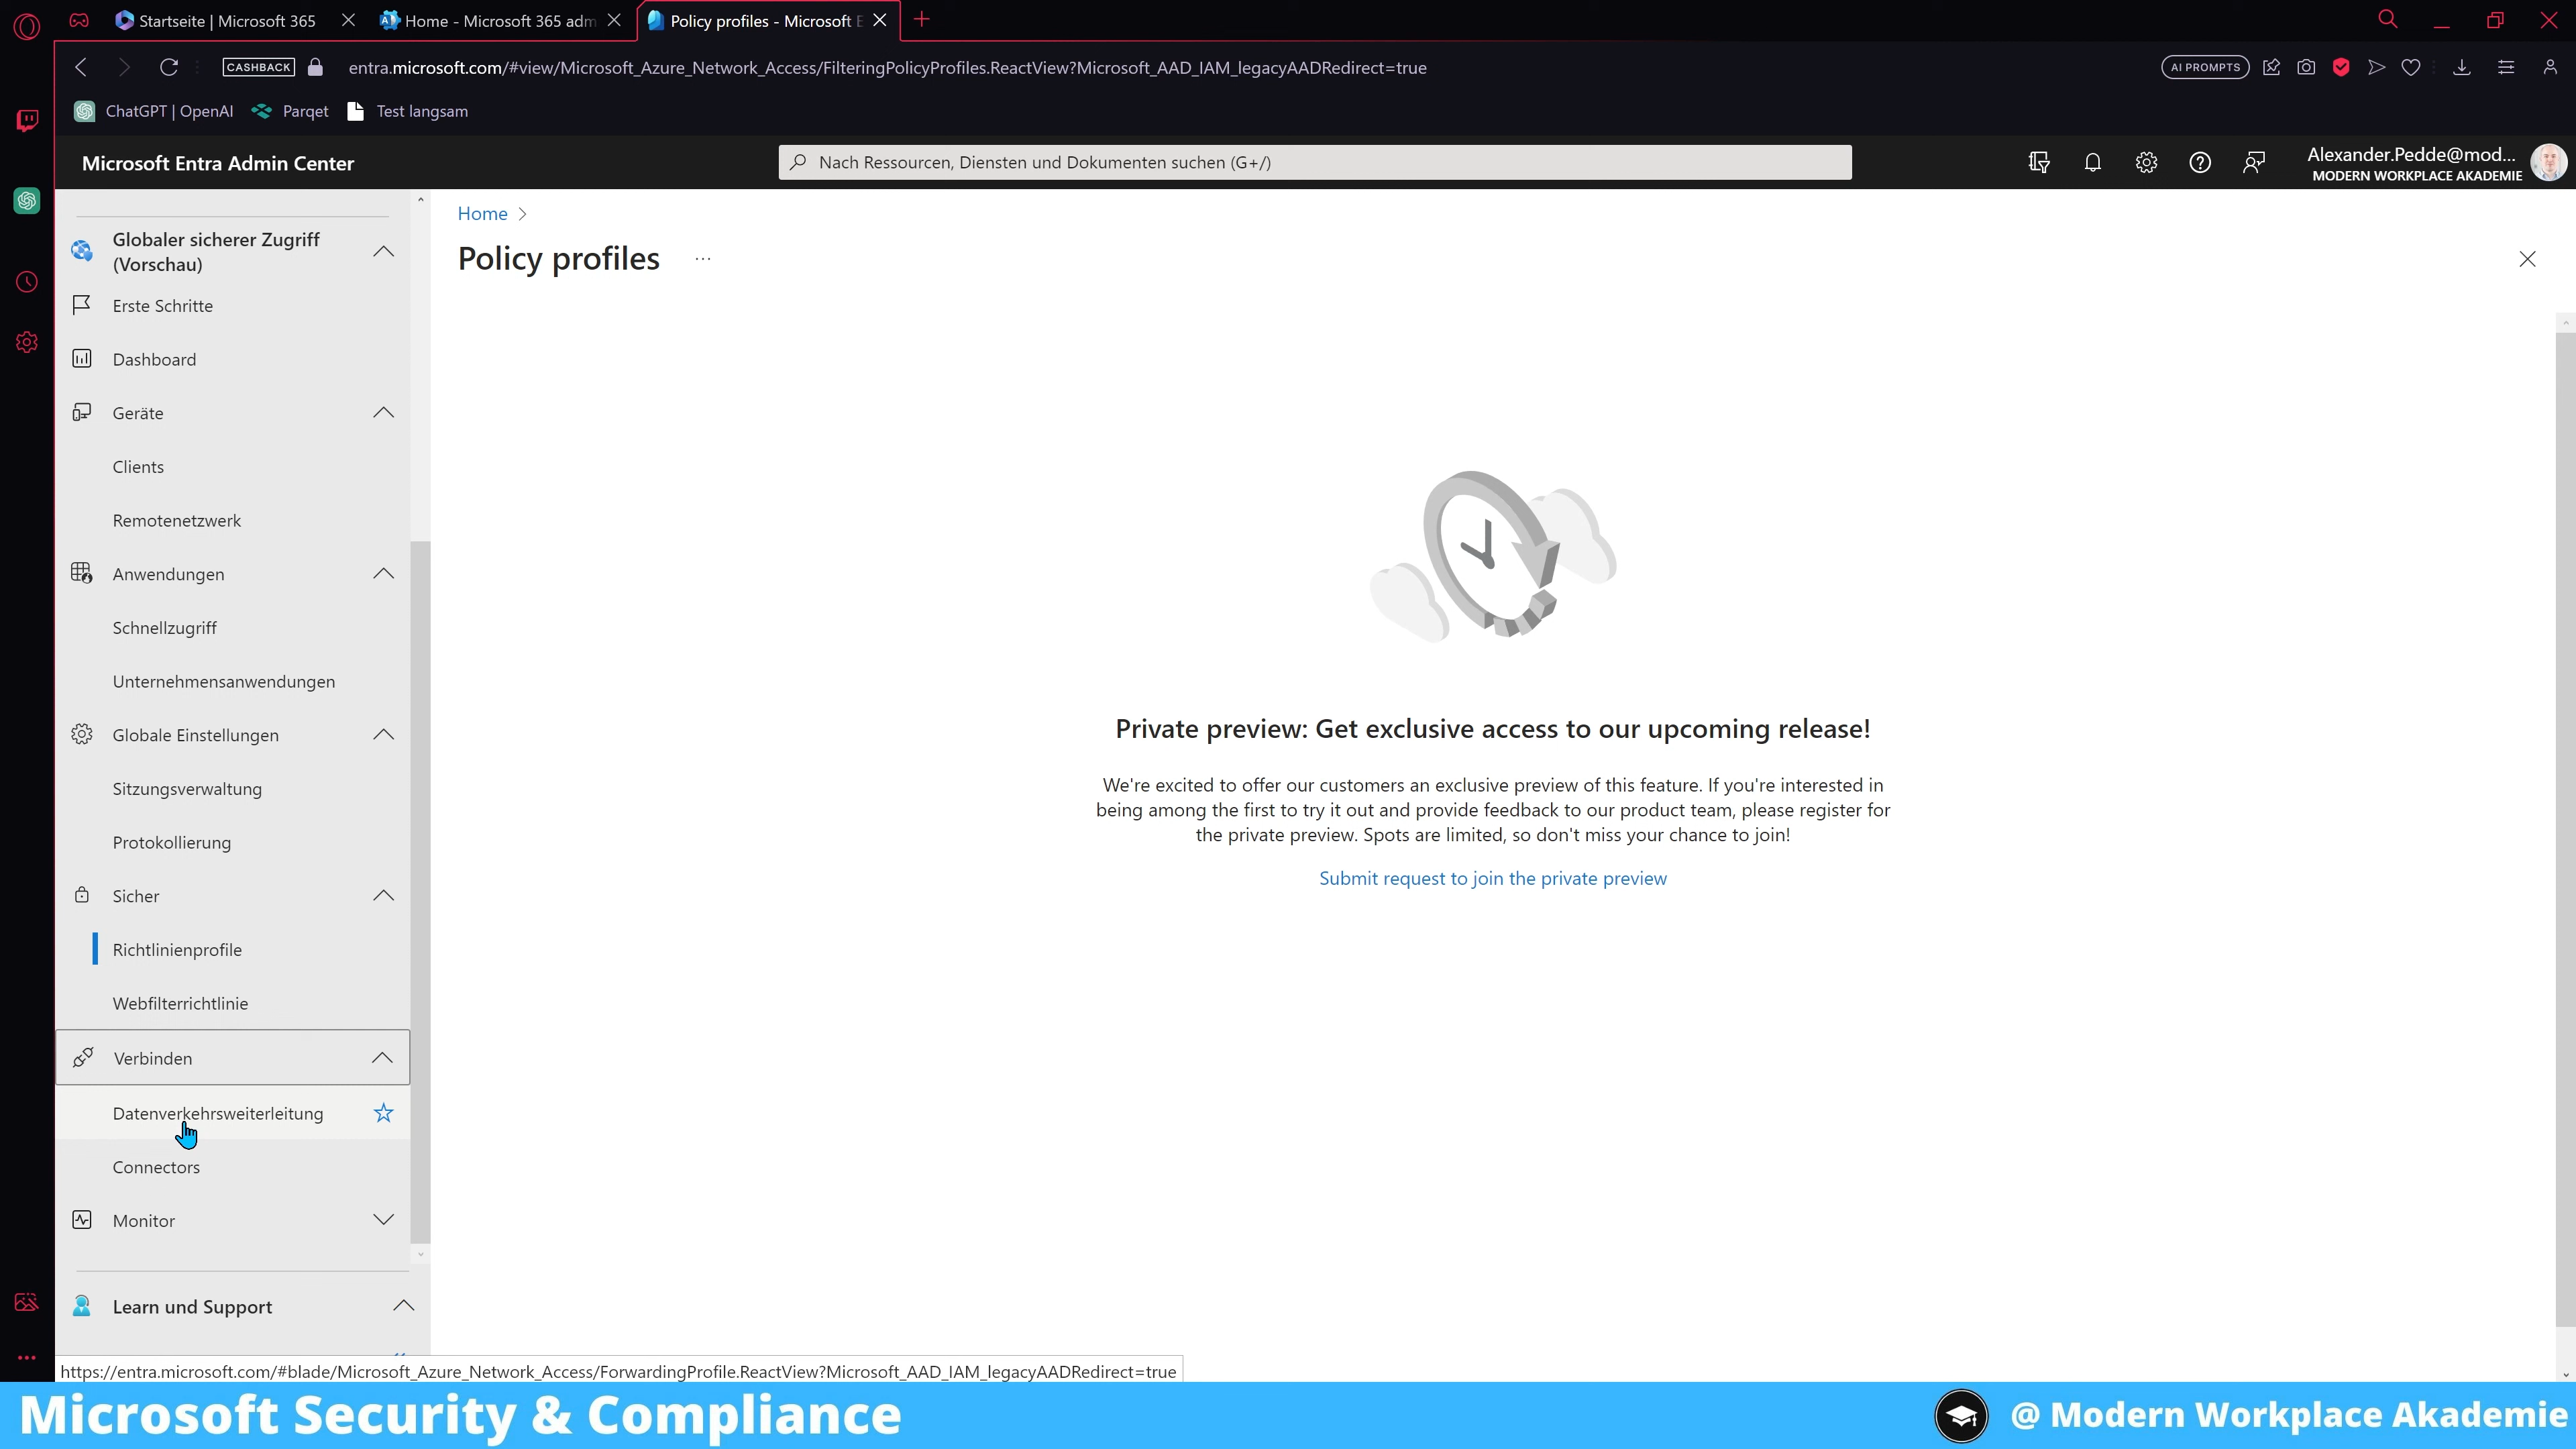 Startseite | Microsoft 365
Home - Microsoft 365 adm
Policy profiles - Microsoft E
CASHBACK
entra.microsoft.com/#view/Microsoft_Azure_Network_Access/FilteringPolicyProfiles.ReactView?Microsoft_AAD_IAM_legacyAADRedirect=true
AI PROMPTS
ChatGPT | OpenAI
Parqet
Test langsam
Microsoft Entra Admin Center
Nach Ressourcen, Diensten und Dokumenten suchen (G+/)
Alexander.Pedde@mod...
MODERN WORKPLACE AKADEMIE
Globaler sicherer Zugriff
(Vorschau)
Erste Schritte
Dashboard
Geräte
Clients
Remotenetzwerk
Anwendungen
Schnellzugriff
Unternehmensanwendungen
Globale Einstellungen
Sitzungsverwaltung
Protokollierung
Sicher
Richtlinienprofile
Webfilterrichtlinie
Verbinden
Datenverkehrsweiterleitung
Connectors
Monitor
Learn und Support
Home
Policy profiles
Private preview: Get exclusive access to our upcoming release!
We're excited to offer our customers an exclusive preview of this feature. If you're interested in
being among the first to try it out and provide feedback to our product team, please register for
the private preview. Spots are limited, so don't miss your chance to join!
Submit request to join the private preview
https://entra.microsoft.com/#blade/Microsoft_Azure_Network_Access/ForwardingProfile.ReactView?Microsoft_AAD_IAM_legacyAADRedirect=true
Microsoft Security & Compliance
@ Modern Workplace Akademie